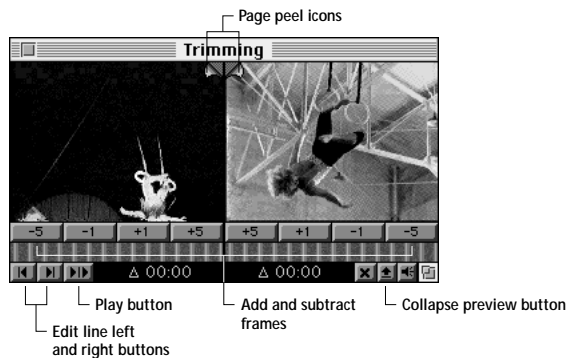 Page peel icons
Trimming
-5 -1 +1 +5 +5 +1 -1 -5
Δ 00:00 Δ 00:00
Play button
Add and subtract
frames
Collapse preview button
Edit line left
and right buttons